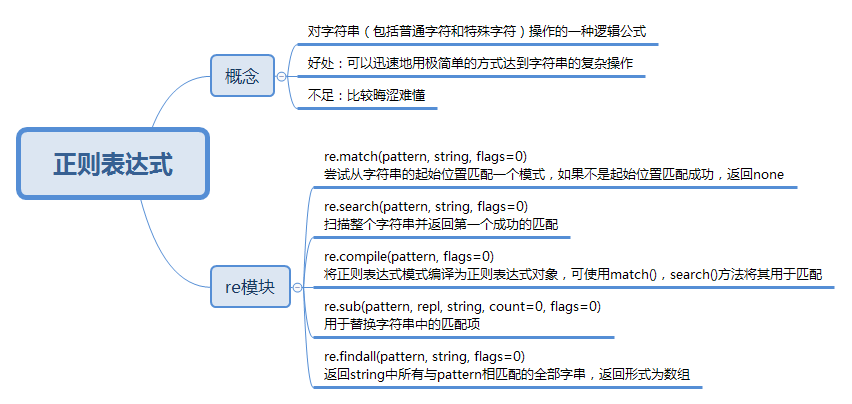 正则表达式
概念
对字符串（包括普通字符和特殊字符）操作的一种逻辑公式
好处：可以迅速地用极简单的方式达到字符串的复杂操作
不足：比较晦涩难懂
re模块
re.match(pattern, string, flags=0)
尝试从字符串的起始位置匹配一个模式，如果不是起始位置匹配成功，返回none
re.search(pattern, string, flags=0)
扫描整个字符串并返回第一个成功的匹配
re.compile(pattern, flags=0)
将正则表达式模式编译为正则表达式对象，可使用match()，search()方法将其用于匹配
re.sub(pattern, repl, string, count=0, flags=0)
用于替换字符串中的匹配项
re.findall(pattern, string, flags=0)
返回string中所有与pattern相匹配的全部字串，返回形式为数组